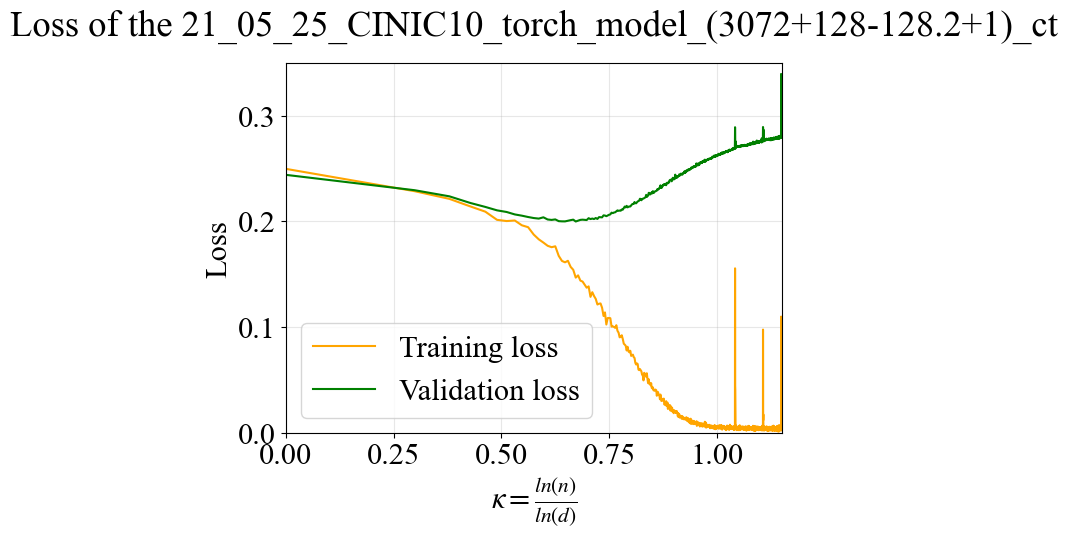 Loss of the 21_05_25_CINIC10_torch_model_(3072+128-128.2+1)_ct
0.3
0.2
0.1
0.0
Loss
Training loss
Validation loss
0.00 0.25 0.50 0.75 1.00
κ = ln(n) / ln(d)